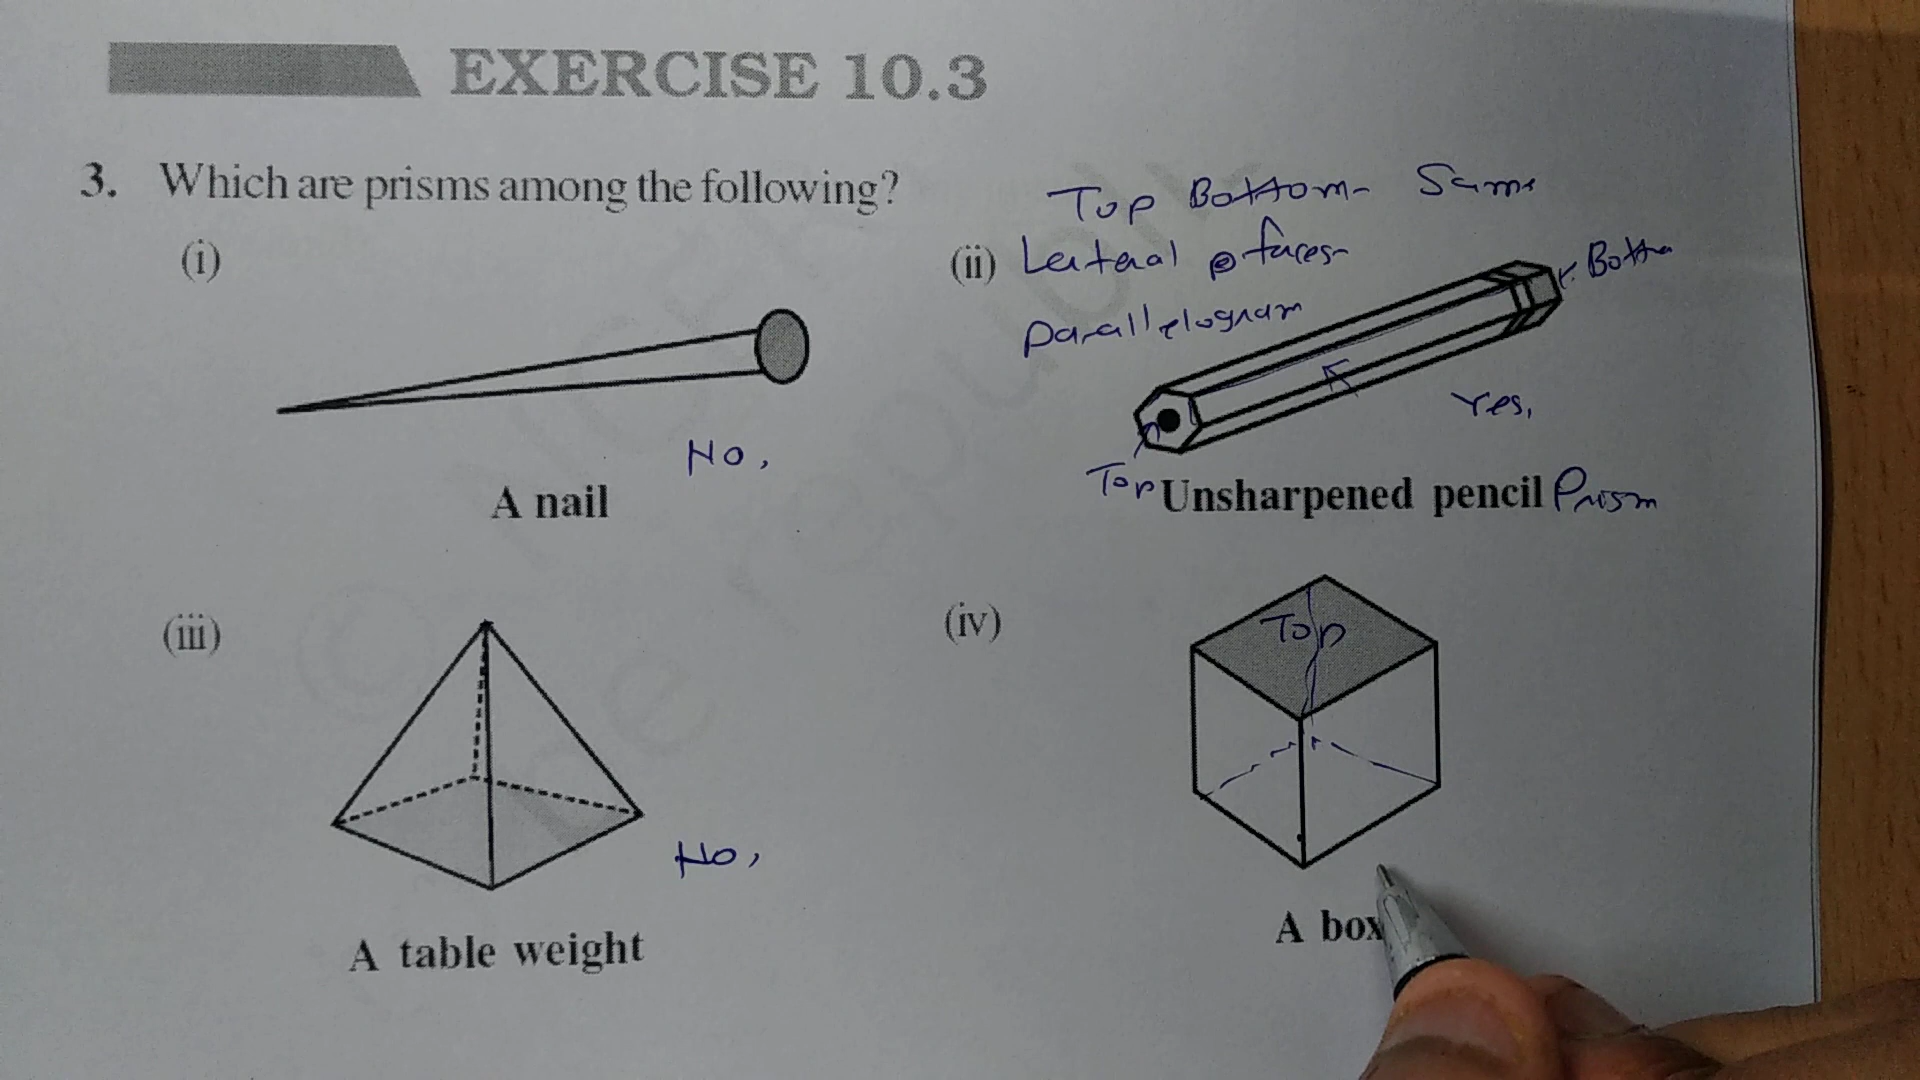 EXERCISE 10.3
3. Which are prisms among the following?
Top Bottom- Same
(i)
(ii) Lateral faces-
Bottom
Parallelogram
Yes,
No,
Top
A nail
Unsharpened pencil Prism
(iii)
(iv)
Top
No,
A table weight
A box